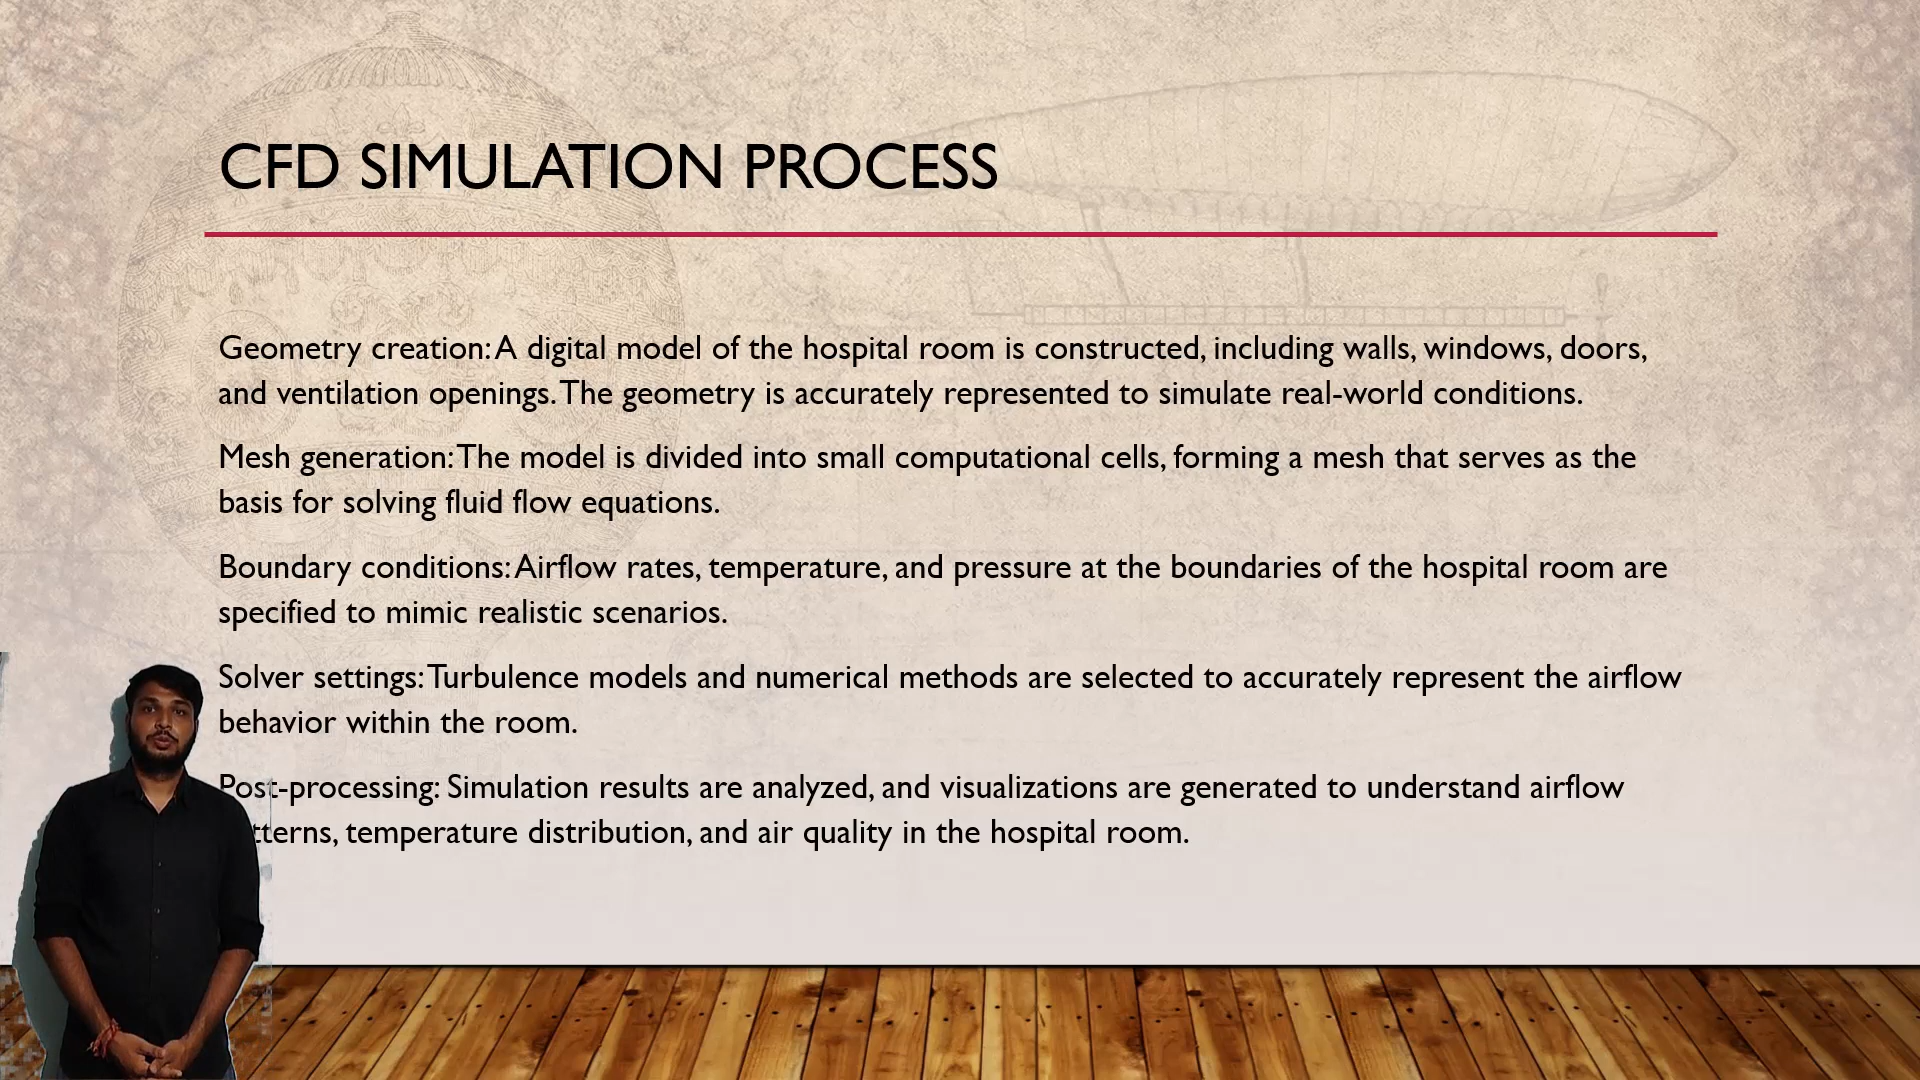 CFD SIMULATION PROCESS
Geometry creation: A digital model of the hospital room is constructed, including walls, windows, doors,
and ventilation openings. The geometry is accurately represented to simulate real-world conditions.
Mesh generation: The model is divided into small computational cells, forming a mesh that serves as the
basis for solving fluid flow equations.
Boundary conditions: Airflow rates, temperature, and pressure at the boundaries of the hospital room are
specified to mimic realistic scenarios.
Solver settings: Turbulence models and numerical methods are selected to accurately represent the airflow
behavior within the room.
Post-processing: Simulation results are analyzed, and visualizations are generated to understand airflow
tterns, temperature distribution, and air quality in the hospital room.